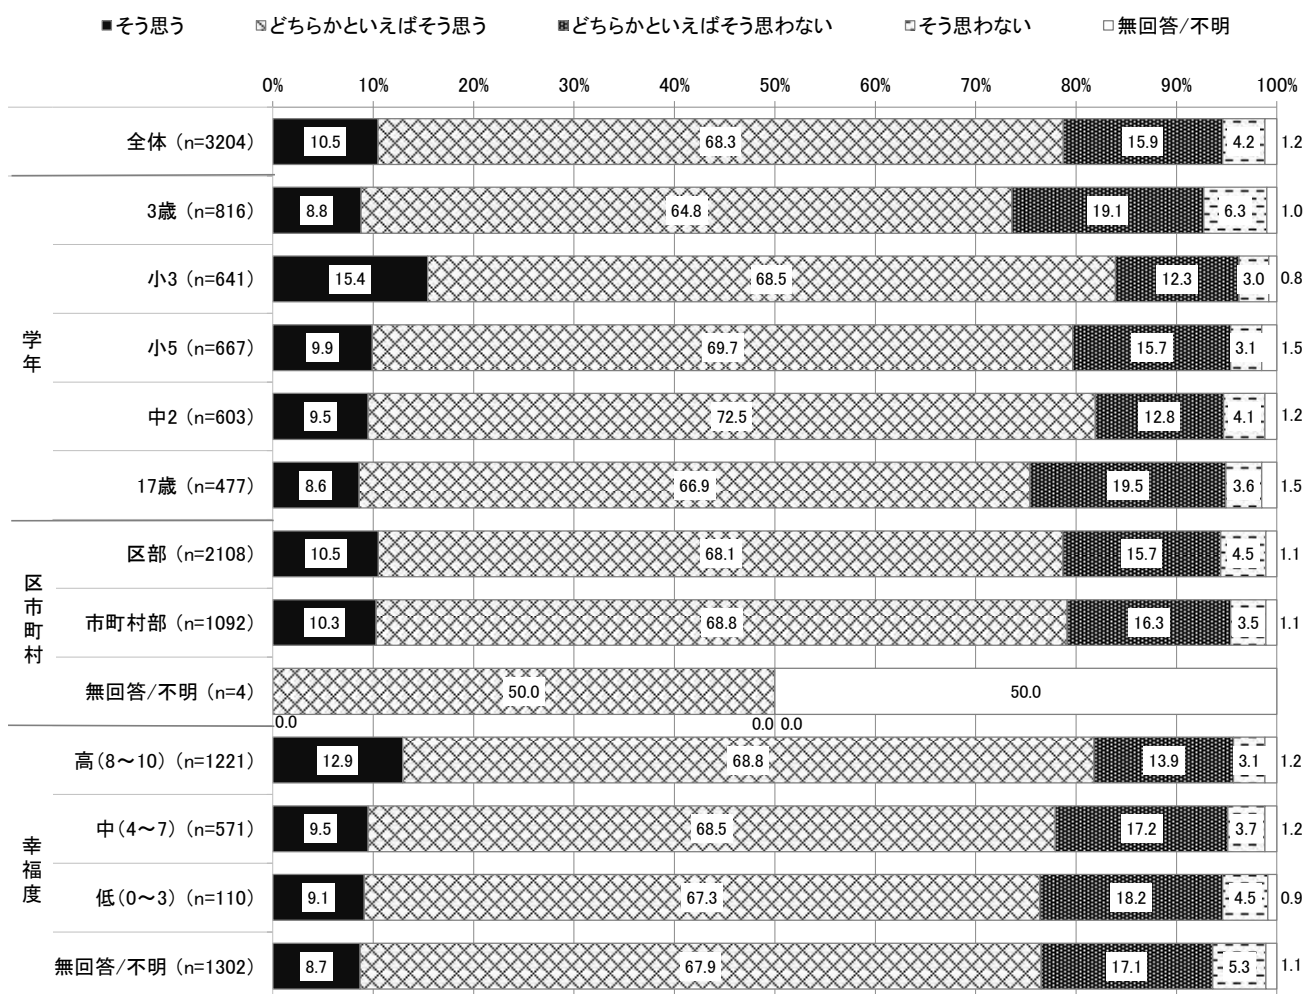 ■そう思う　どちらかといえばそう思う　どちらかといえばそう思わない　そう思わない　□無回答/不明
0% 10% 20% 30% 40% 50% 60% 70% 80% 90% 100%
全体 (n=3204) 10.5 68.3 15.9 4.2 1.2
学年
3歳 (n=816) 8.8 64.8 19.1 6.3 1.0
小3 (n=641) 15.4 68.5 12.3 3.0 0.8
小5 (n=667) 9.9 69.7 15.7 3.1 1.5
中2 (n=603) 9.5 72.5 12.8 4.1 1.2
17歳 (n=477) 8.6 66.9 19.5 3.6 1.5
区市町村
区部 (n=2108) 10.5 68.1 15.7 4.5 1.1
市町村部 (n=1092) 10.3 68.8 16.3 3.5 1.1
無回答/不明 (n=4) 50.0 50.0
0.0 0.0 0.0
幸福度
高(8～10) (n=1221) 12.9 68.8 13.9 3.1 1.2
中(4～7) (n=571) 9.5 68.5 17.2 3.7 1.2
低(0～3) (n=110) 9.1 67.3 18.2 4.5 0.9
無回答/不明 (n=1302) 8.7 67.9 17.1 5.3 1.1